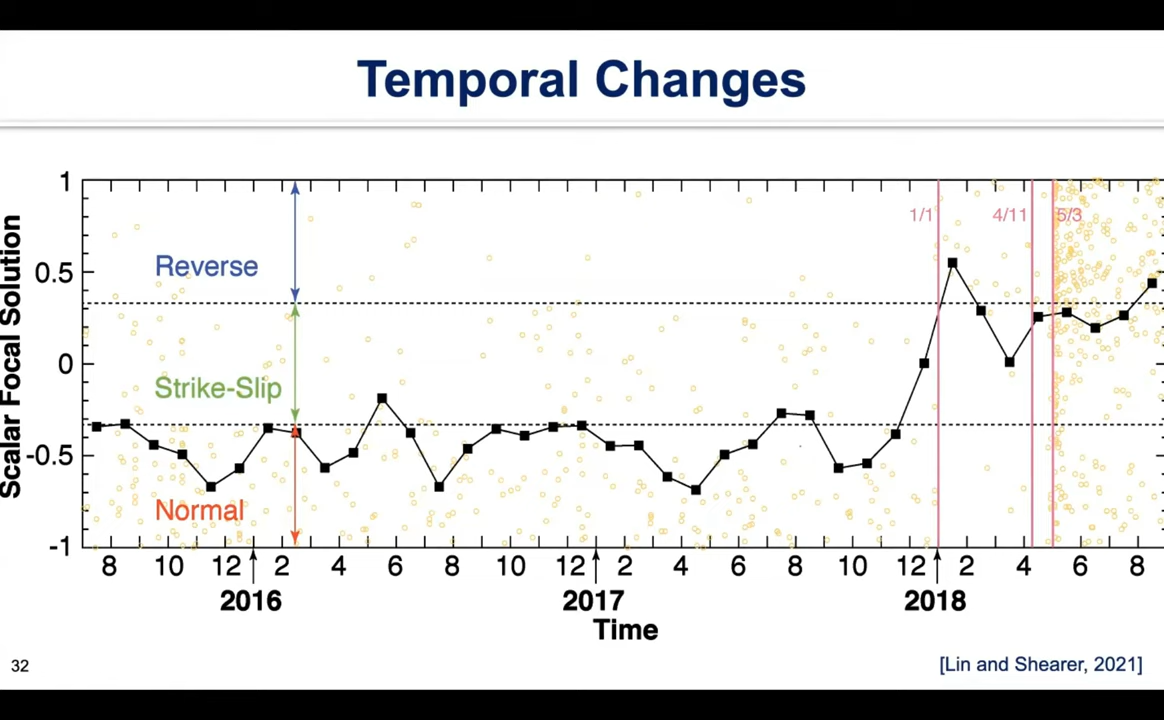 Temporal Changes
Scalar Focal Solution
1
0.5
0
-0.5
-1
Reverse
Strike-Slip
Normal
1/1
4/11
5/3
8 10 12 2 4 6 8 10 12 2 4 6 8 10 12 2 4 6 8
2016 2017 2018
Time
32
[Lin and Shearer, 2021]